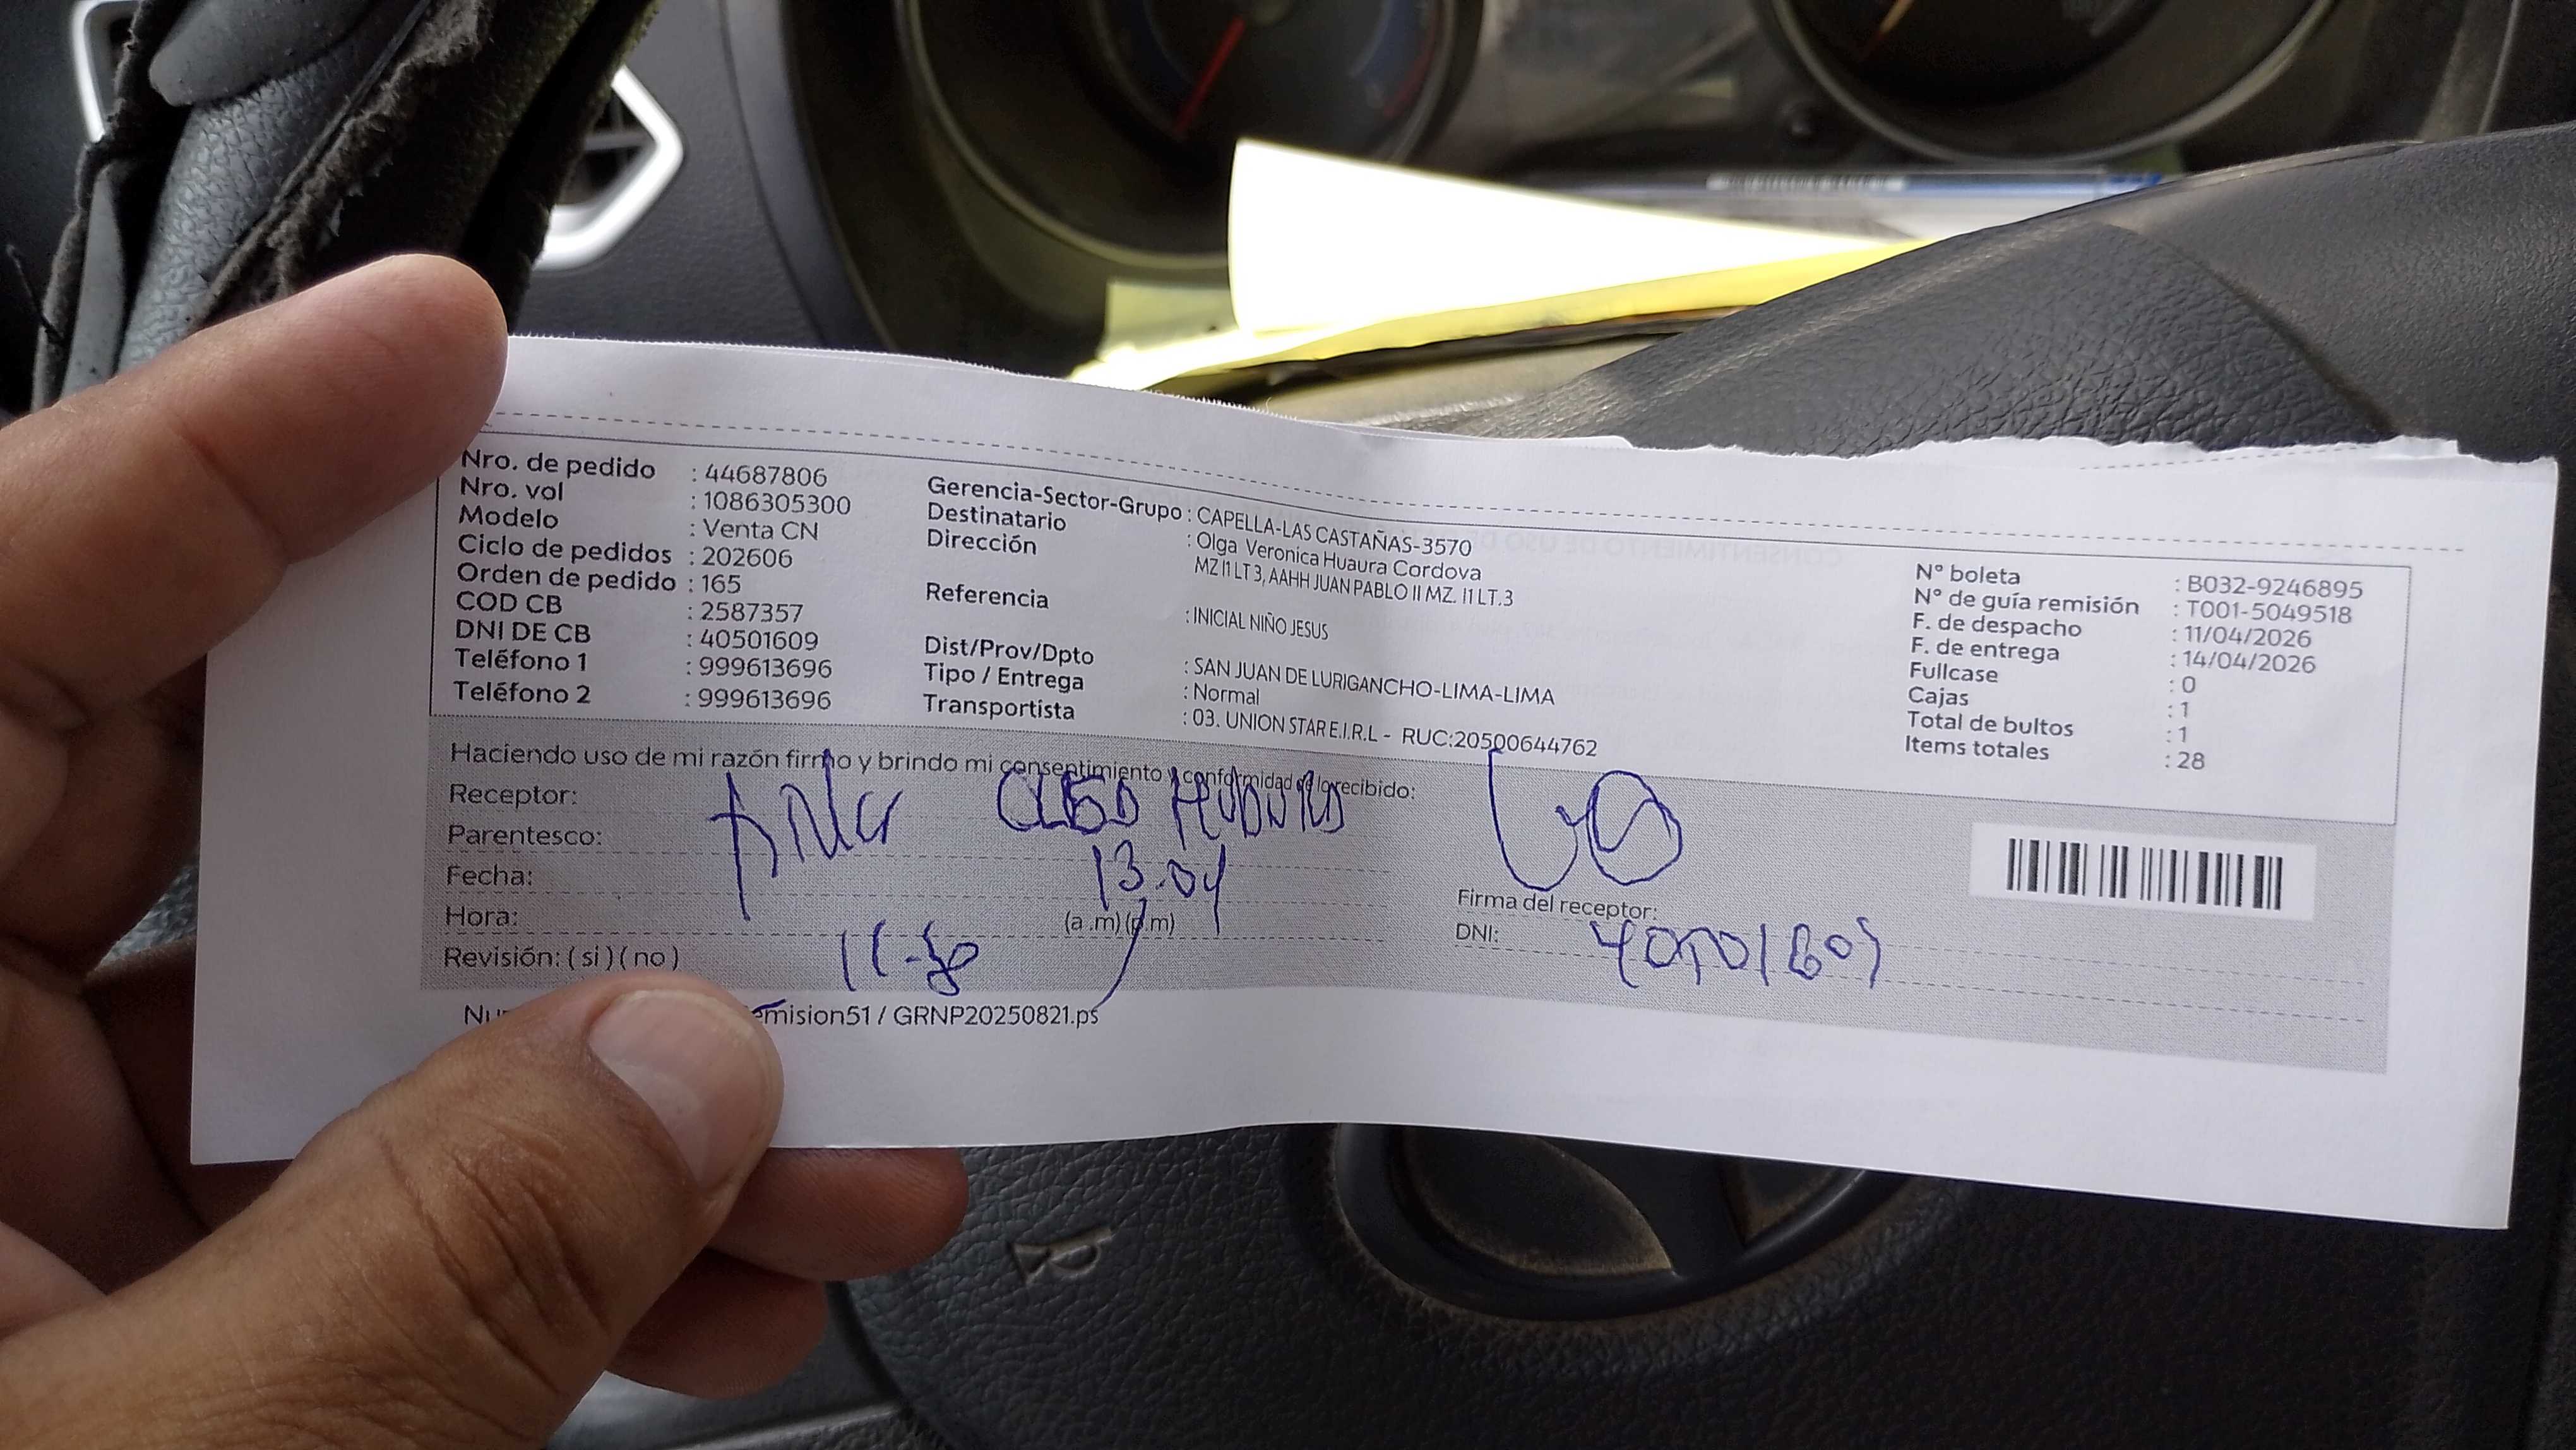 Nro. de pedido : 44687806
Nro. vol : 1086305300
Modelo : Venta CN
Ciclo de pedidos : 202606
Orden de pedido : 165
COD CB : 2587357
DNI DE CB : 40501609
Teléfono 1 : 999613696
Teléfono 2 : 999613696
Gerencia-Sector-Grupo : CAPELLA-LAS CASTAÑAS-3570
Destinatario : Olga Veronica Huaura Cordova
Dirección : MZ I1 LT 3, AAHH JUAN PABLO II MZ. I1 LT.3
Referencia : INICIAL NIÑO JESUS
Dist/Prov/Dpto : SAN JUAN DE LURIGANCHO-LIMA-LIMA
Tipo / Entrega : Normal
Transportista : 03. UNION STAR E.I.R.L - RUC:20500644762
N° boleta : B032-9246895
N° de guía remisión : T001-5049518
F. de despacho : 11/04/2026
F. de entrega : 14/04/2026
Fullcase : 0
Cajas : 1
Total de bultos : 1
Items totales : 28
Haciendo uso de mi razón firmo y brindo mi consentimiento y conformidad de lo recibido:
Receptor:
Parentesco:
Fecha: 13.04
Hora: (a.m)(p.m)
Revisión: ( si ) ( no )
Firma del receptor:
DNI: 40501609
emision51 / GRNP20250821.ps